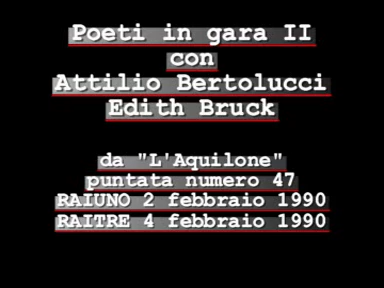 Poeti in gara II
con
Attilio Bertolucci
Edith Bruck
da "L'Aquilone"
puntata numero 47
RAIUNO 2 febbraio 1990
RAITRE 4 febbraio 1990